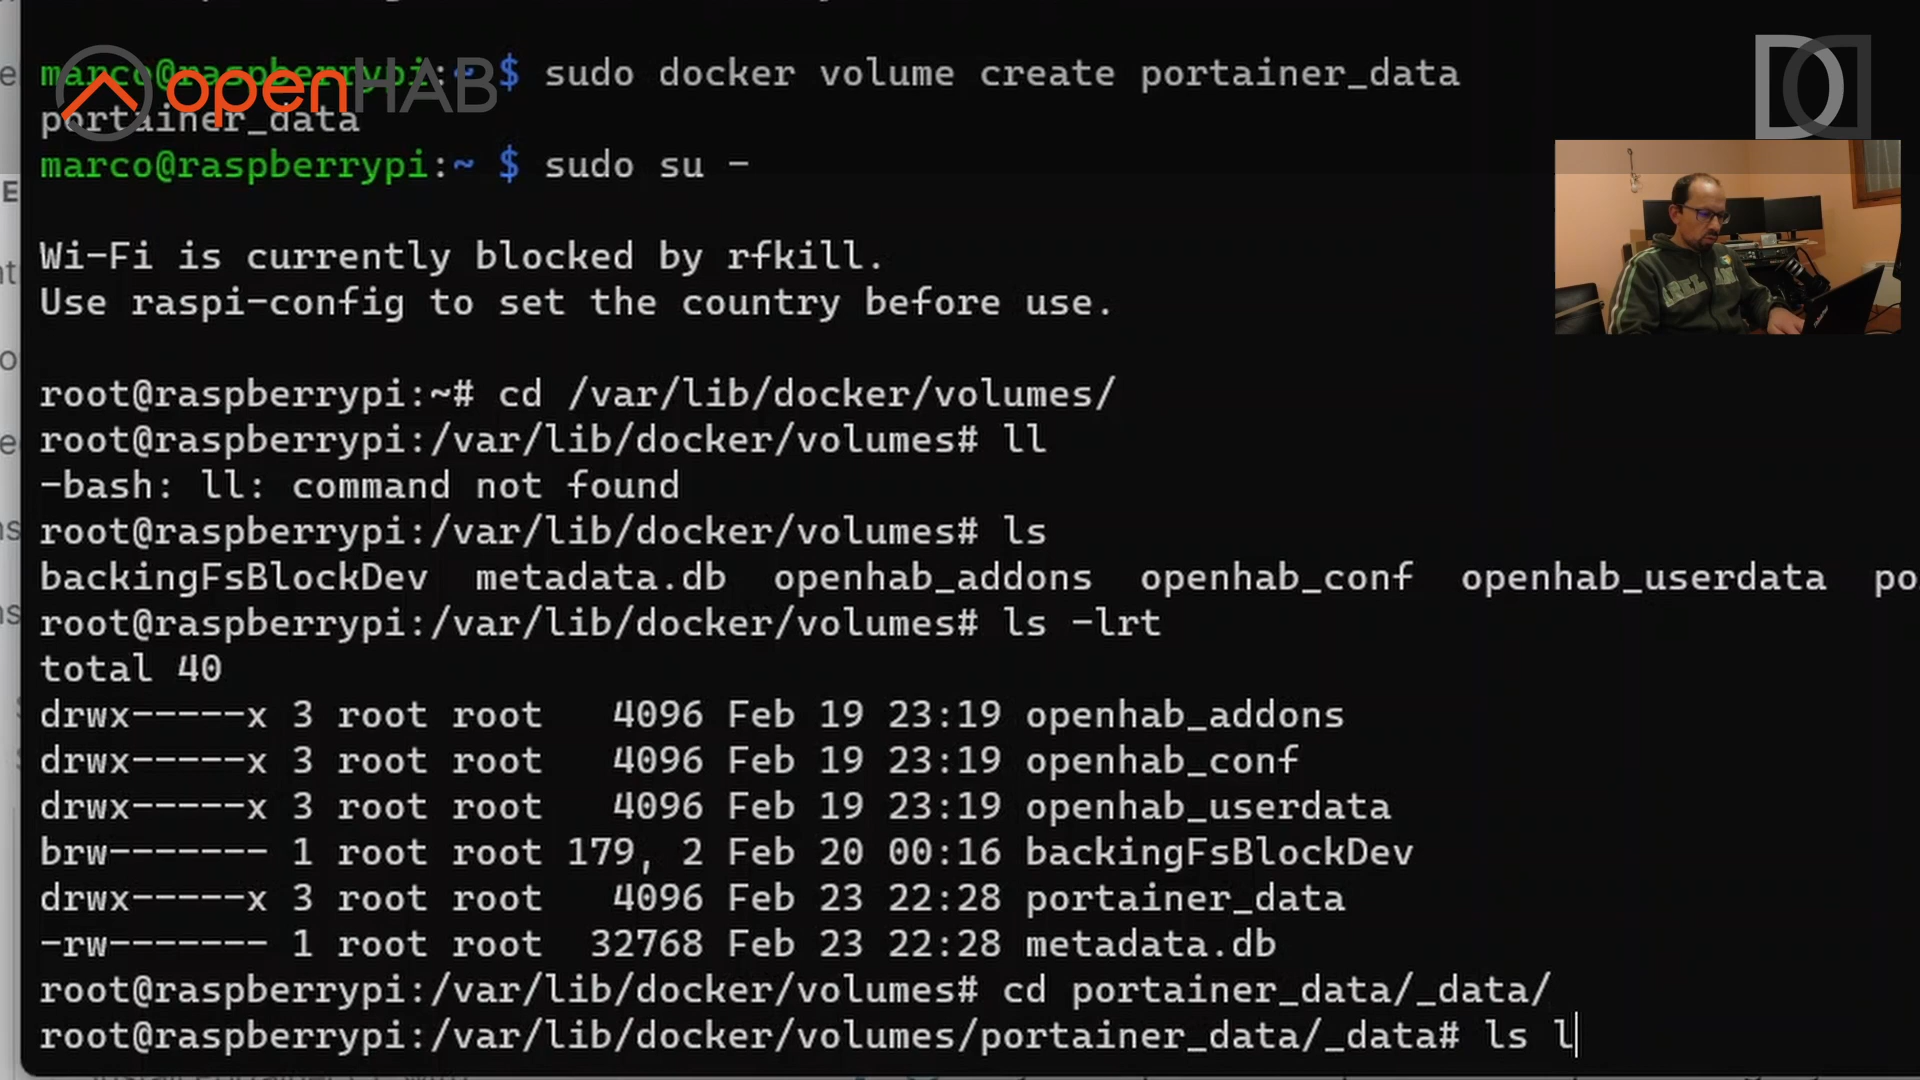 openHAB
marco@raspberrypi:~ $ sudo docker volume create portainer_data
portainer_data
marco@raspberrypi:~ $ sudo su -
Wi-Fi is currently blocked by rfkill.
Use raspi-config to set the country before use.
root@raspberrypi:~# cd /var/lib/docker/volumes/
root@raspberrypi:/var/lib/docker/volumes# ll
-bash: ll: command not found
root@raspberrypi:/var/lib/docker/volumes# ls
backingFsBlockDev metadata.db openhab_addons openhab_conf openhab_userdata po
root@raspberrypi:/var/lib/docker/volumes# ls -lrt
total 40
drwx-----x 3 root root 4096 Feb 19 23:19 openhab_addons
drwx-----x 3 root root 4096 Feb 19 23:19 openhab_conf
drwx-----x 3 root root 4096 Feb 19 23:19 openhab_userdata
brw------- 1 root root 179, 2 Feb 20 00:16 backingFsBlockDev
drwx-----x 3 root root 4096 Feb 23 22:28 portainer_data
-rw------- 1 root root 32768 Feb 23 22:28 metadata.db
root@raspberrypi:/var/lib/docker/volumes# cd portainer_data/_data/
root@raspberrypi:/var/lib/docker/volumes/portainer_data/_data# ls l